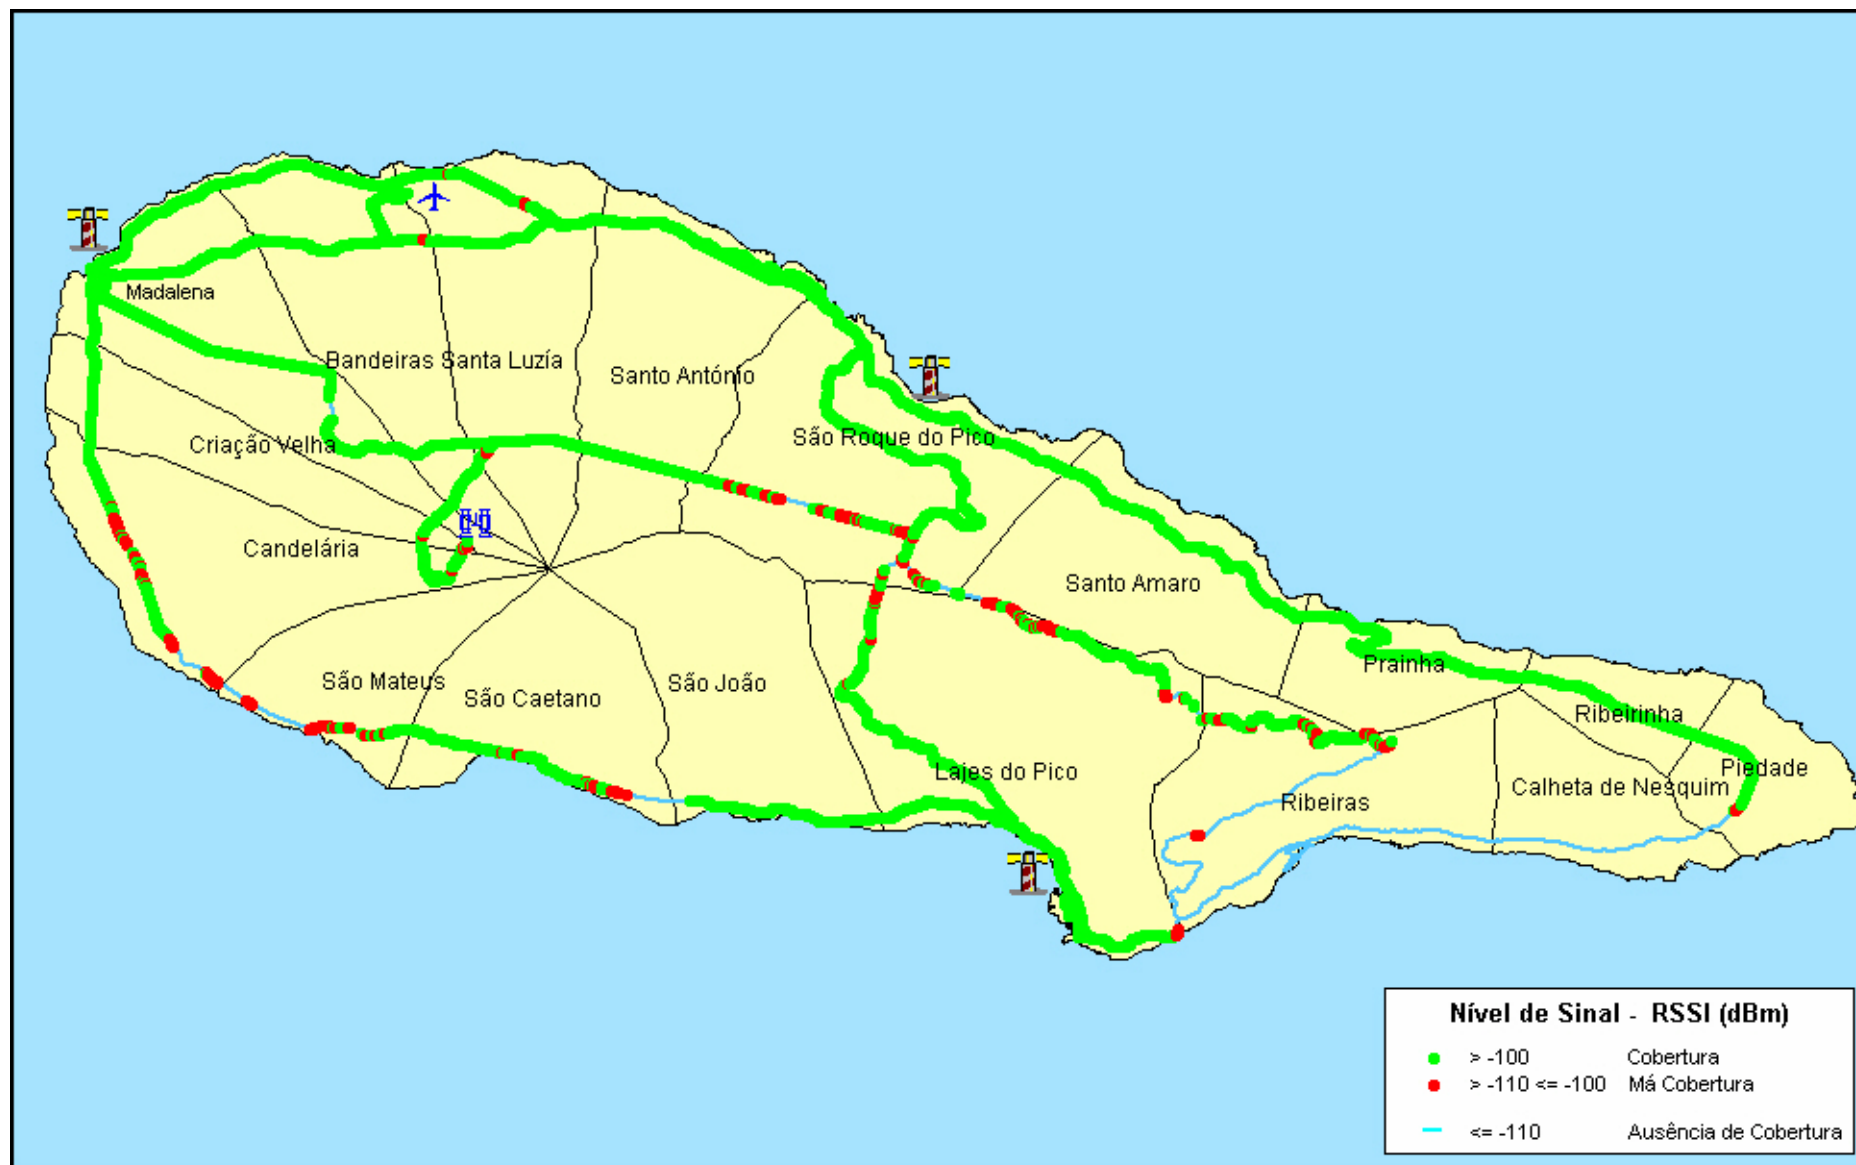 Madalena
Bandeiras Santa Luzía
Santo António
São Roque do Pico
Criação Velha
Candelária
Santo Amaro
São Mateus
São Caetano
São João
Prainha
Ribeirinha
Lajes do Pico
Piedade
Calheta de Nesquim
Ribeiras
Nível de Sinal - RSSI (dBm)
> -100 Cobertura
> -110 <= -100 Má Cobertura
<= -110 Ausência de Cobertura